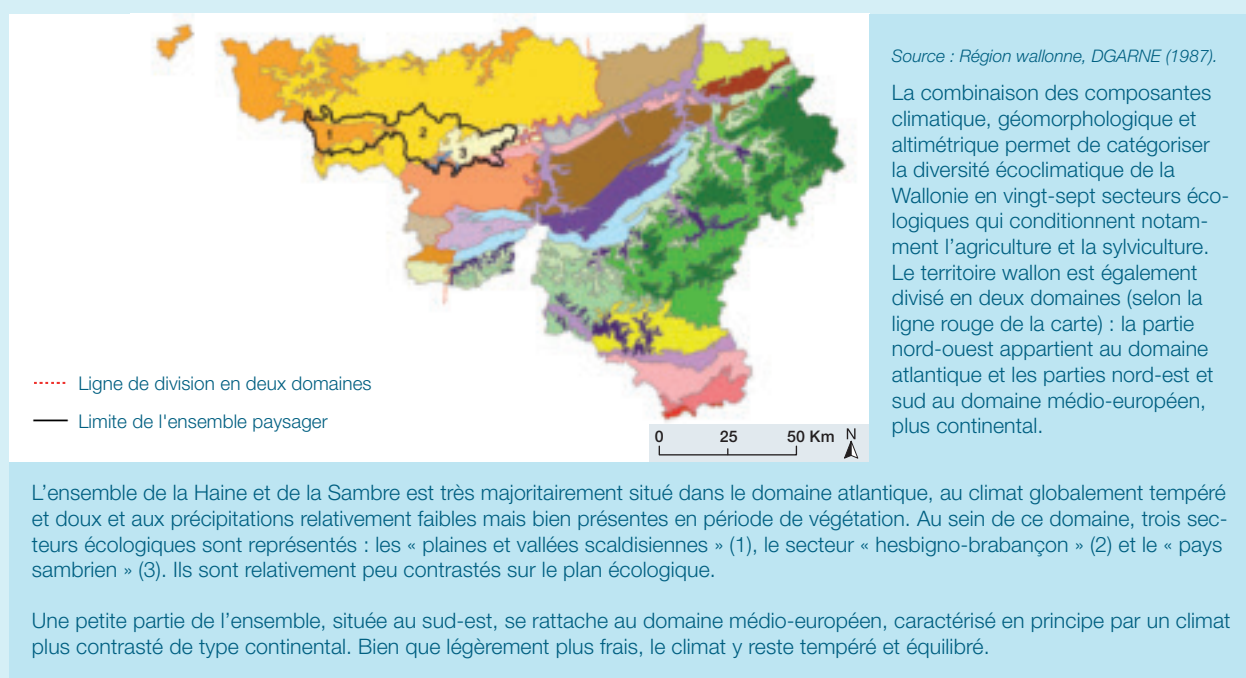 Source : Région wallonne, DGARNE (1987).
La combinaison des composantes
climatique, géomorphologique et
altimétrique permet de catégoriser
la diversité écoclimatique de la
Wallonie en vingt-sept secteurs éco-
logiques qui conditionnent notam-
ment l’agriculture et la sylviculture.
Le territoire wallon est également
divisé en deux domaines (selon la
ligne rouge de la carte) : la partie
nord-ouest appartient au domaine
atlantique et les parties nord-est et
sud au domaine médio-européen,
plus continental.
1
2
3
Ligne de division en deux domaines
Limite de l'ensemble paysager
0 25 50 Km N
L’ensemble de la Haine et de la Sambre est très majoritairement situé dans le domaine atlantique, au climat globalement tempéré
et doux et aux précipitations relativement faibles mais bien présentes en période de végétation. Au sein de ce domaine, trois sec-
teurs écologiques sont représentés : les « plaines et vallées scaldisiennes » (1), le secteur « hesbigno-brabançon » (2) et le « pays
sambrien » (3). Ils sont relativement peu contrastés sur le plan écologique.
Une petite partie de l’ensemble, située au sud-est, se rattache au domaine médio-européen, caractérisé en principe par un climat
plus contrasté de type continental. Bien que légèrement plus frais, le climat y reste tempéré et équilibré.